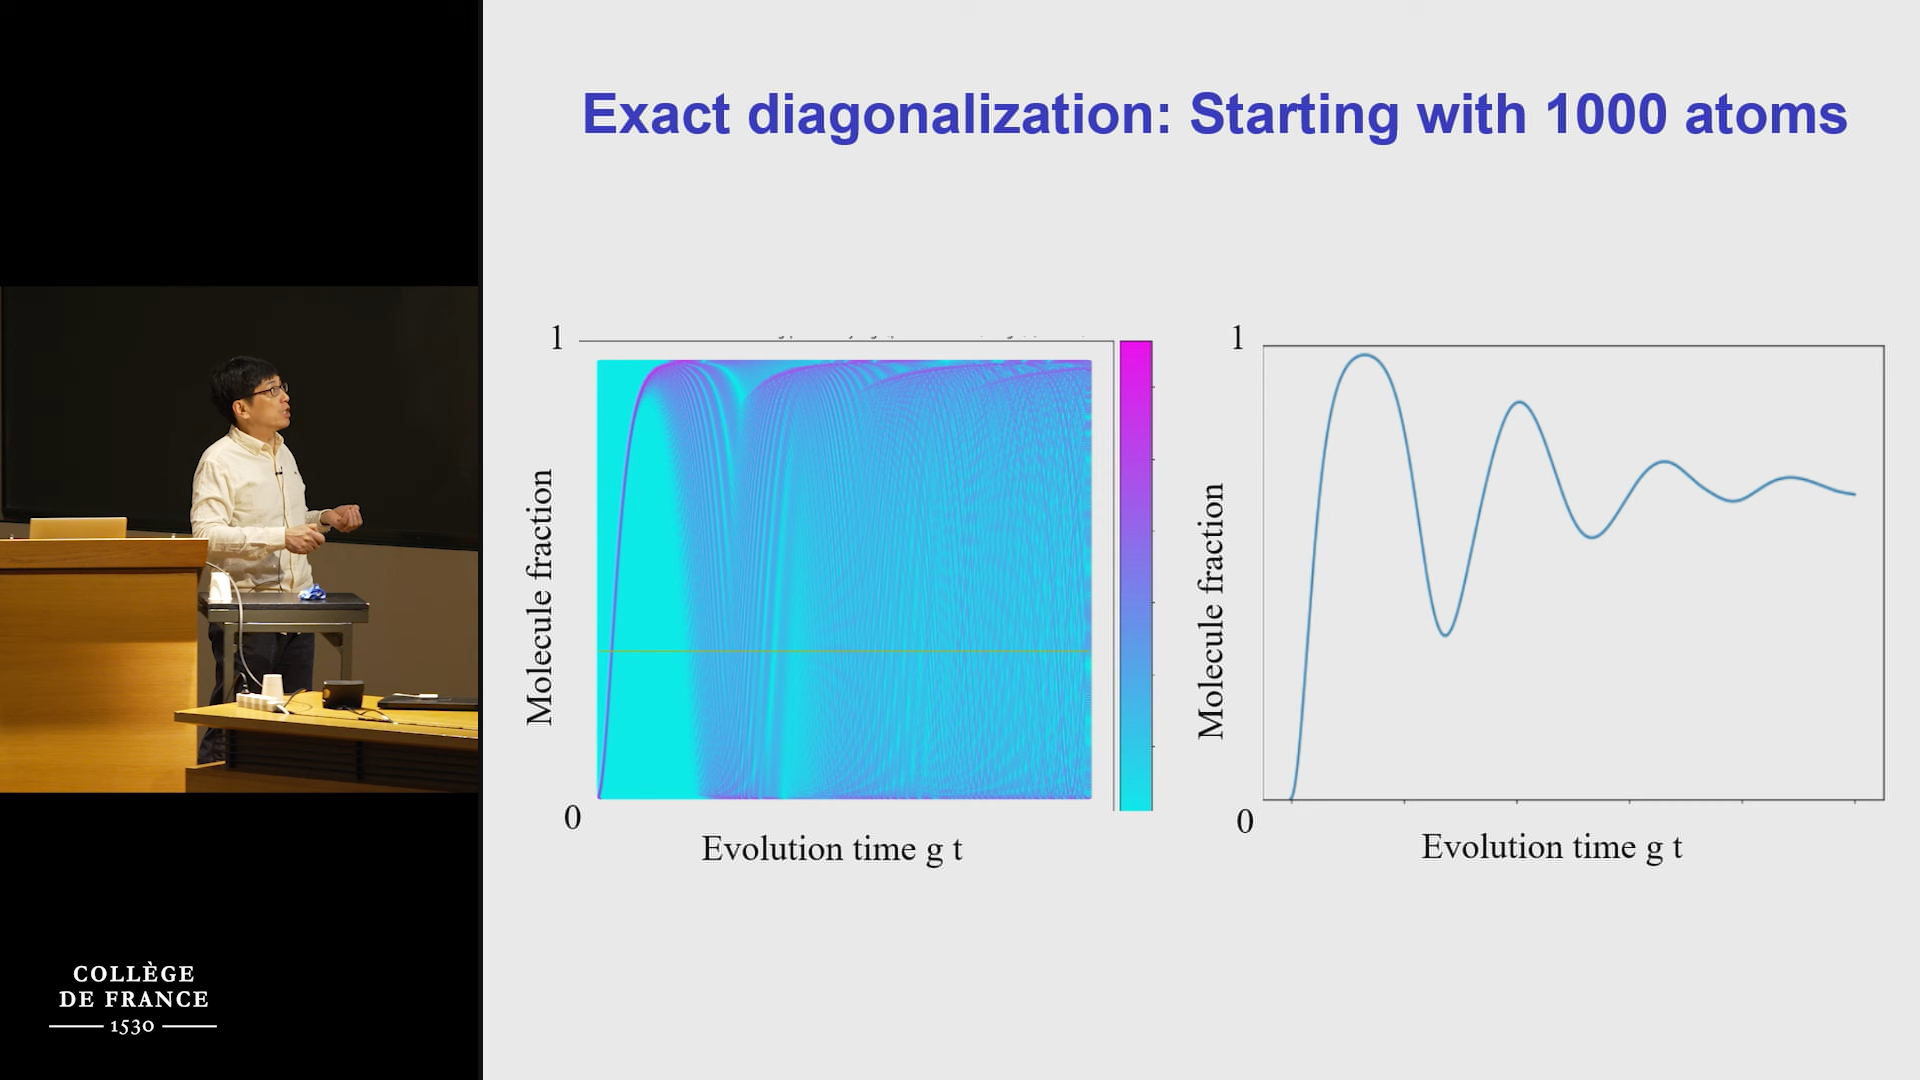 Exact diagonalization: Starting with 1000 atoms
1
Molecule fraction
0
Evolution time g t
1
Molecule fraction
0
Evolution time g t
COLLÈGE
DE FRANCE
1530